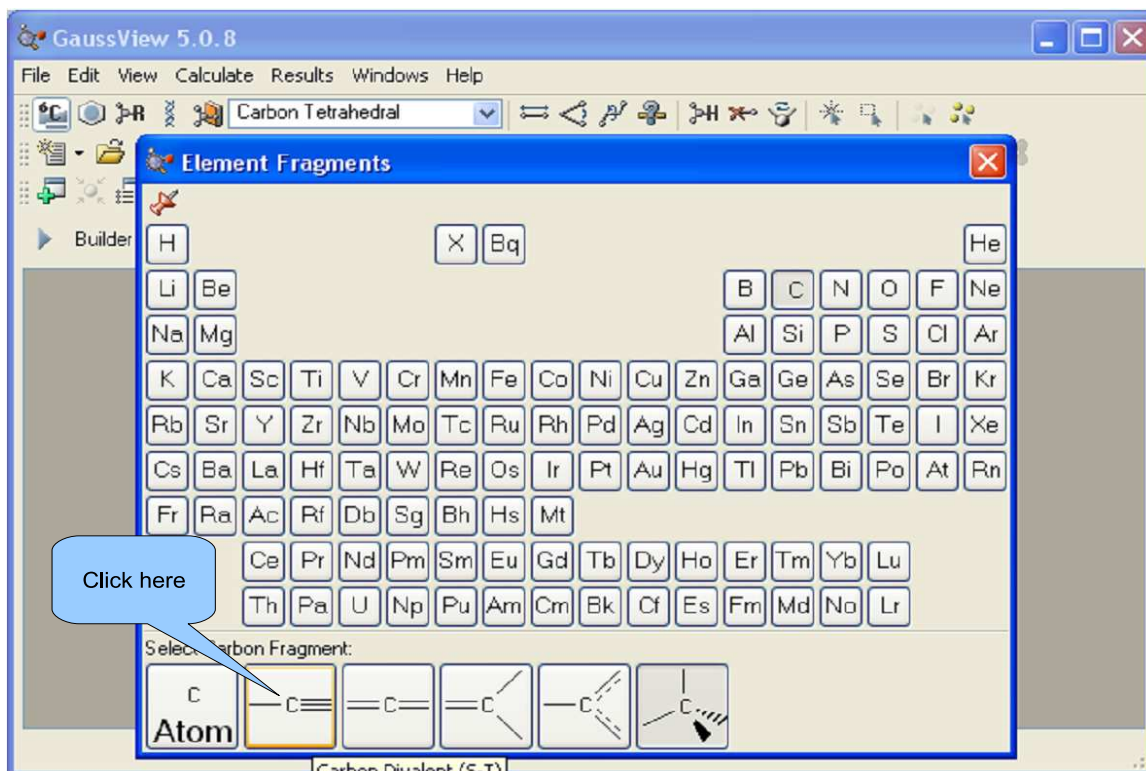 GaussView 5.0.8
File Edit View Calculate Results Windows Help
6C R Carbon Tetrahedral H
Element Fragments
Builder
H X Bq He
Li Be B C N O F Ne
Na Mg Al Si P S Cl Ar
K Ca Sc Ti V Cr Mn Fe Co Ni Cu Zn Ga Ge As Se Br Kr
Rb Sr Y Zr Nb Mo Tc Ru Rh Pd Ag Cd In Sn Sb Te I Xe
Cs Ba La Hf Ta W Re Os Ir Pt Au Hg Tl Pb Bi Po At Rn
Fr Ra Ac Rf Db Sg Bh Hs Mt
Ce Pr Nd Pm Sm Eu Gd Tb Dy Ho Er Tm Yb Lu
Th Pa U Np Pu Am Cm Bk Cf Es Fm Md No Lr
Click here
Select Carbon Fragment:
C C C C C C
Atom
Carbon Divalent (S-T)